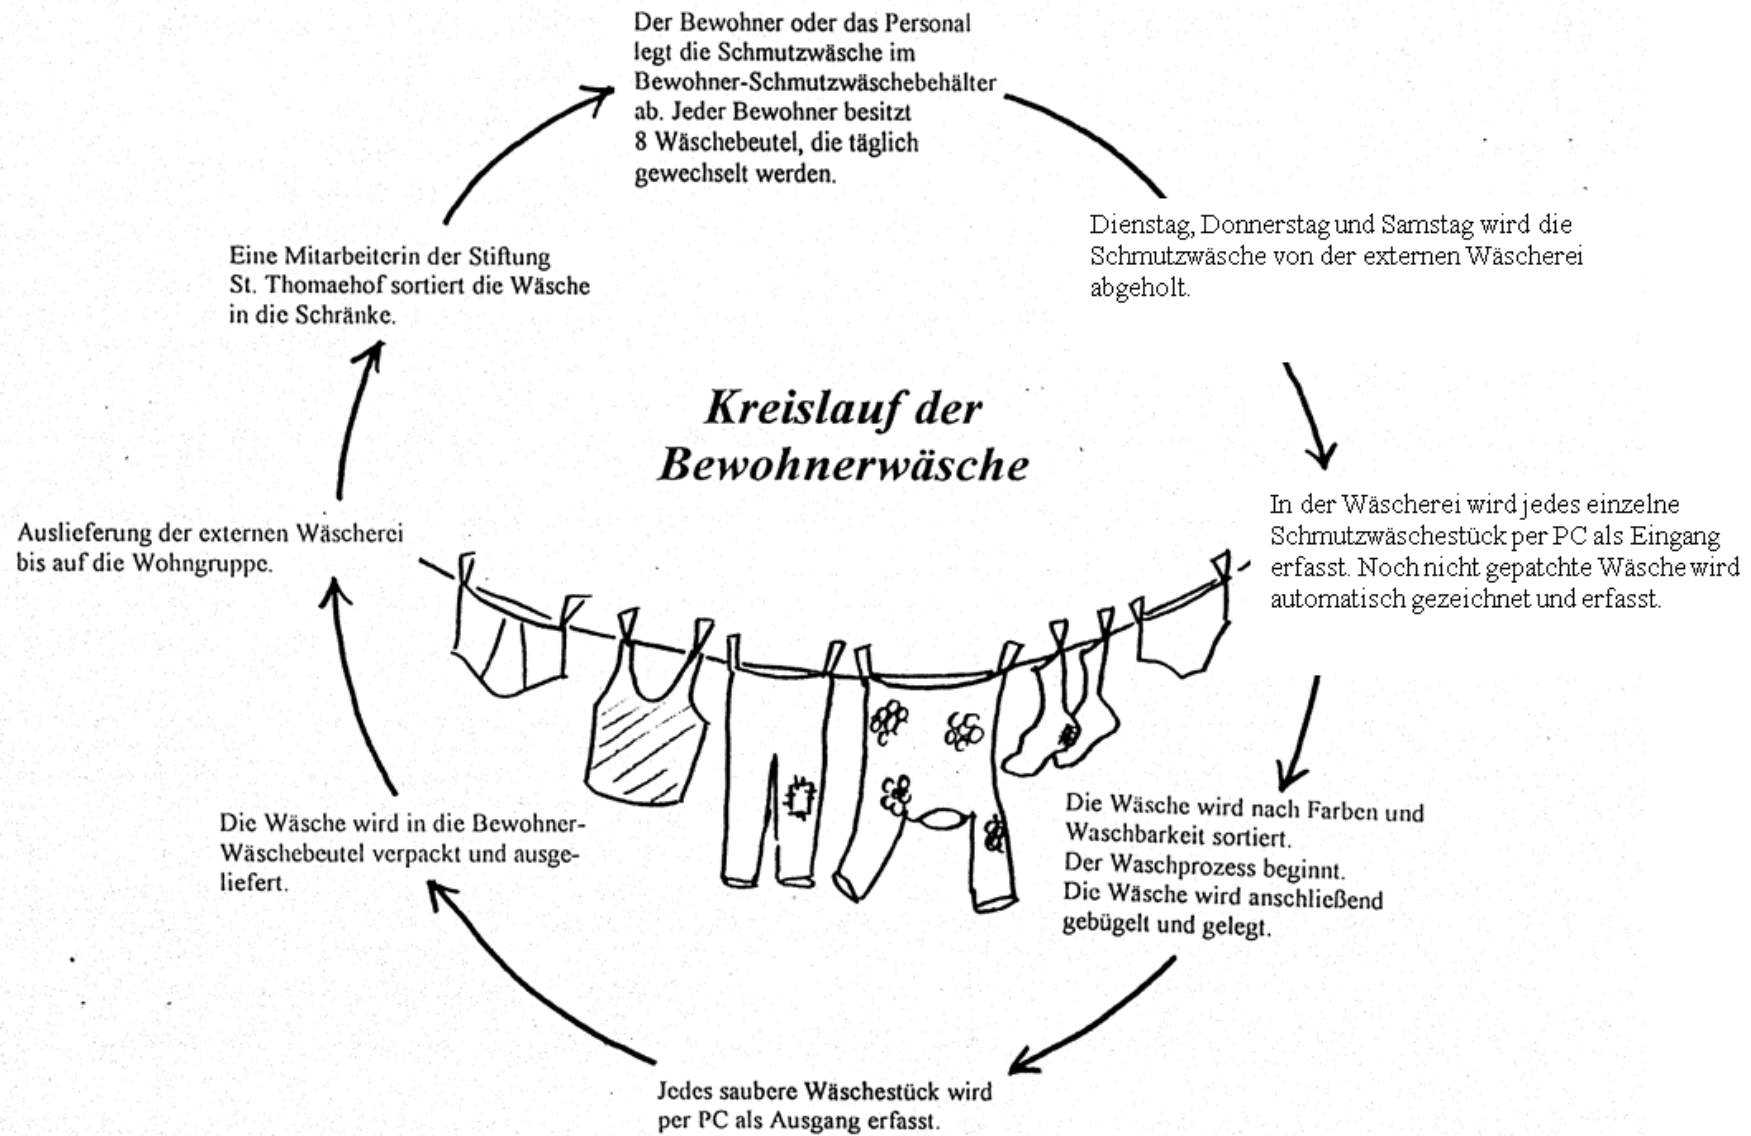 Der Bewohner oder das Personal
legt die Schmutzwäsche im
Bewohner-Schmutzwäschebehälter
ab. Jeder Bewohner besitzt
8 Wäschebeutel, die täglich
gewechselt werden.
Dienstag, Donnerstag und Samstag wird die
Schmutzwäsche von der externen Wäscherei
abgeholt.
In der Wäscherei wird jedes einzelne
Schmutzwäschestück per PC als Eingang
erfasst. Noch nicht gepatchte Wäsche wird
automatisch gezeichnet und erfasst.
Die Wäsche wird nach Farben und
Waschbarkeit sortiert.
Der Waschprozess beginnt.
Die Wäsche wird anschließend
gebügelt und gelegt.
Jedes saubere Wäschestück wird
per PC als Ausgang erfasst.
Die Wäsche wird in die Bewohner-
Wäschebeutel verpackt und ausge-
liefert.
Auslieferung der externen Wäscherei
bis auf die Wohngruppe.
Eine Mitarbeiterin der Stiftung
St. Thomaehof sortiert die Wäsche
in die Schränke.
Kreislauf der
Bewohnerwäsche